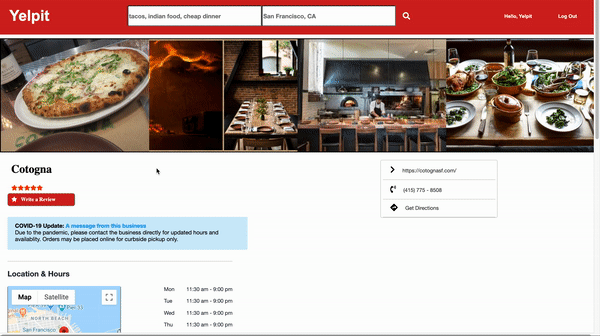 Yelpit
tacos, indian food, cheap dinner
San Francisco, CA
Hello, Yelpit
Log Out
Cotogna
Write a Review
https://cotognasf.com/
(415) 775 - 8508
Get Directions
COVID-19 Update: A message from this business
Due to the pandemic, please contact the business directly for updated hours and
availablity. Orders may be placed online for curbside pickup only.
Location & Hours
Map
Satellite
NORTH BEACH
San Francisco
Mon 11:30 am - 9:00 pm
Tue 11:30 am - 9:00 pm
Wed 11:30 am - 9:00 pm
Thu 11:30 am - 9:00 pm